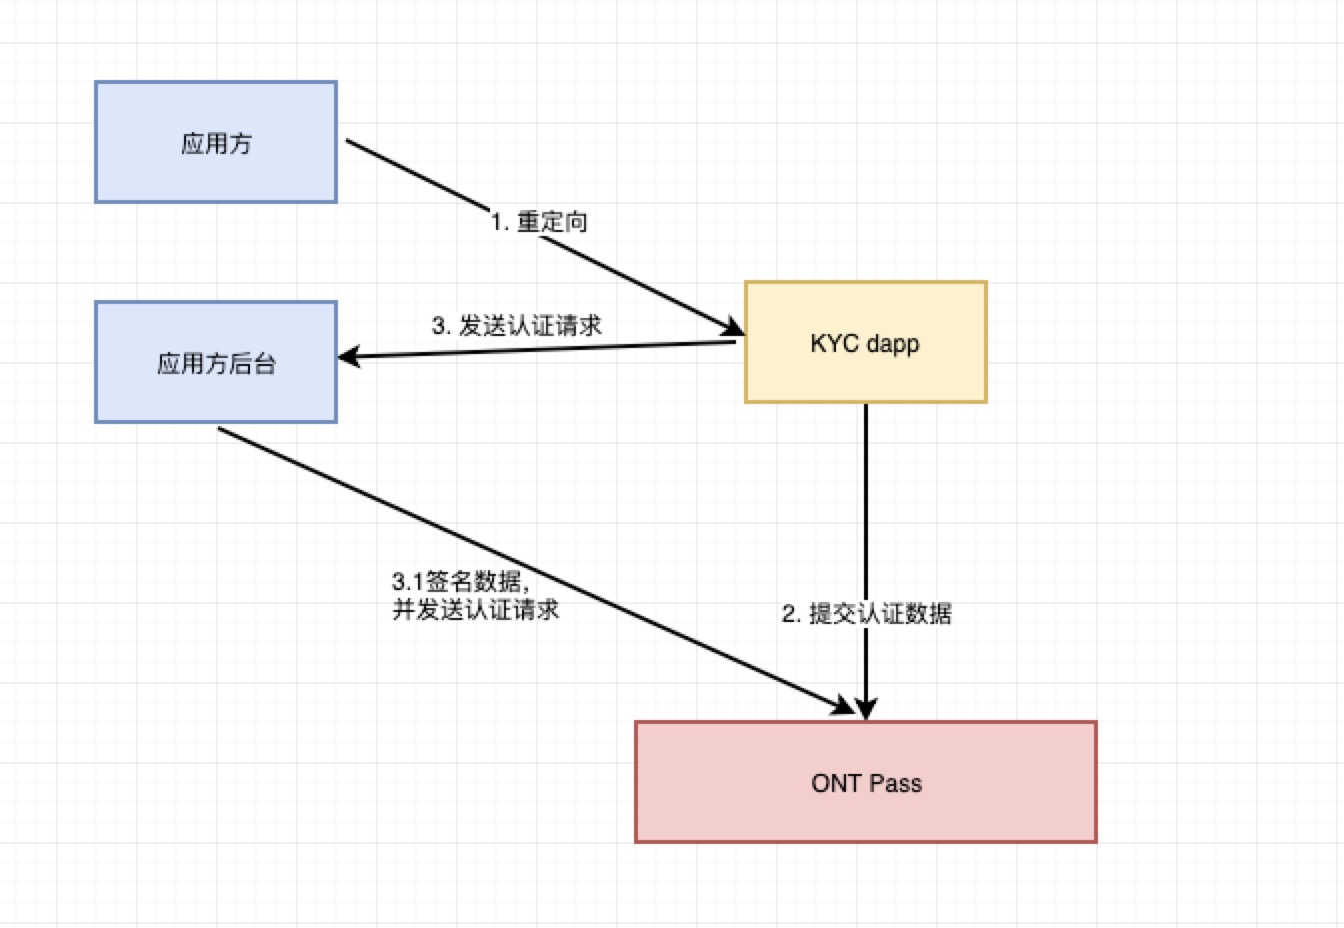 应用方
1. 重定向
3. 发送认证请求
KYC dapp
应用方后台
3.1签名数据，
并发送认证请求
2. 提交认证数据
ONT Pass